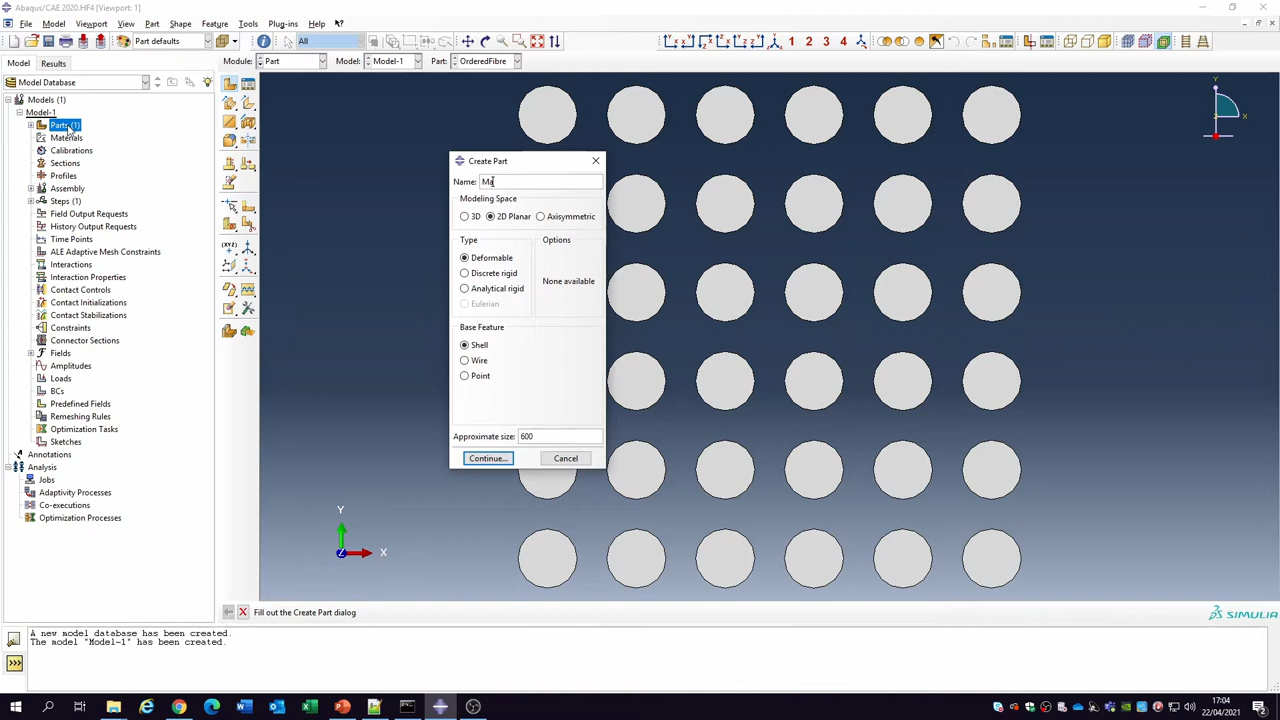 Abaqus/CAE 2020.HF4 [Viewport: 1]
File Model Viewport View Part Shape Feature Tools Plug-ins Help
Part defaults All 1 2 3 4
Model Results Module: Part Model: Model-1 Part: OrderedFibre
Model Database
Models (1)
Model-1
Parts (1)
Materials
Calibrations
Sections
Profiles
Assembly
Steps (1)
Field Output Requests
History Output Requests
Time Points
ALE Adaptive Mesh Constraints
Interactions
Interaction Properties
Contact Controls
Contact Initializations
Contact Stabilizations
Constraints
Connector Sections
Fields
Amplitudes
Loads
BCs
Predefined Fields
Remeshing Rules
Optimization Tasks
Sketches
Annotations
Analysis
Jobs
Adaptivity Processes
Co-executions
Optimization Processes
Create Part
Name: Ma
Modeling Space
3D 2D Planar Axisymmetric
Type Options
Deformable
Discrete rigid
Analytical rigid
Eulerian
None available
Base Feature
Shell
Wire
Point
Approximate size: 600
Continue... Cancel
Y
X
Z
Y
X
Z
Fill out the Create Part dialog
SIMULIA
A new model database has been created.
The model "Model-1" has been created.
>>>
17:04
22/04/2021